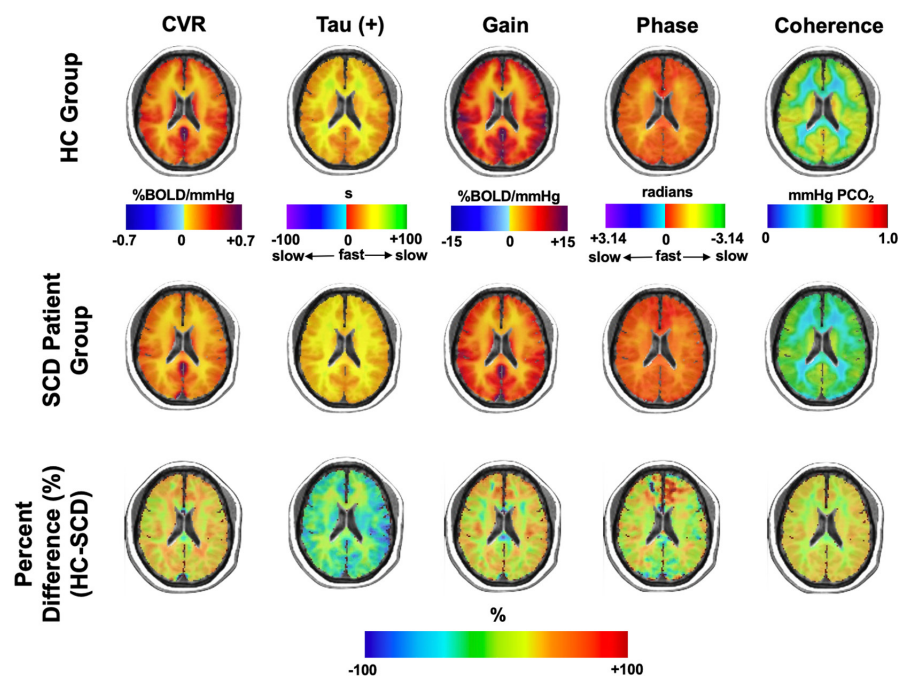 CVR Tau (+) Gain Phase Coherence
HC Group
%BOLD/mmHg s %BOLD/mmHg radians mmHg PCO₂
-0.7 0 +0.7 -100 0 +100 -15 0 +15 +3.14 0 -3.14 0 1.0
slow fast slow slow fast slow
SCD Patient
Group
Percent
Difference (%)
(HC-SCD)
%
-100 +100